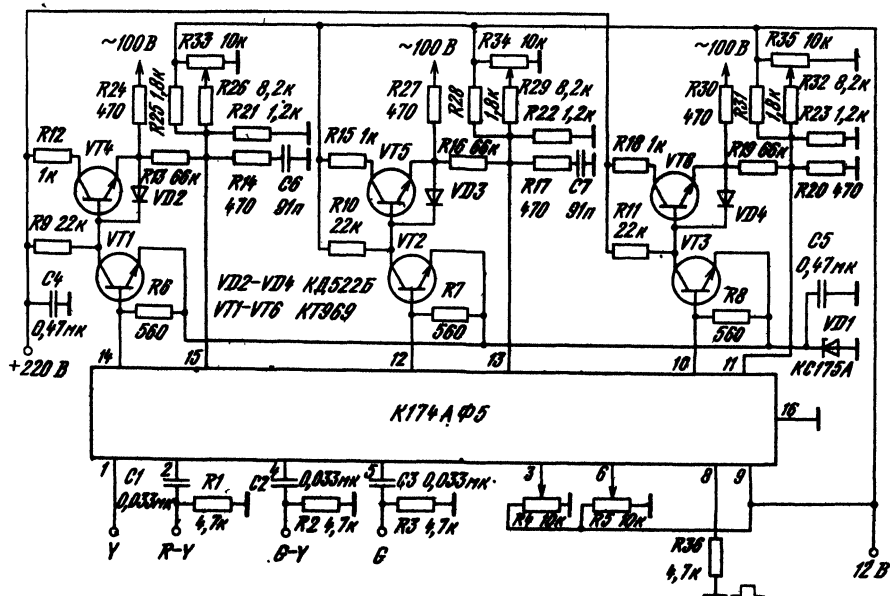 ~100В
R33 10к
~100В
R34 10к
~100В
R35 10к
R24
470
R25 1,8к
R26 8,2к
R21 1,2к
R27
470
R28
1,8к
R29 8,2к
R22 1,2к
R30
470
R31
1,8к
R32 8,2к
R23 1,2к
R12
1к
VT4
R13 66к
VD2
R14
470
C6
91п
R15 1к
VT5
R16 66к
VD3
R17
470
C7
91п
R18 1к
VT6
R19 66к
VD4
R20 470
R9 22к
VT1
R10
22к
VT2
R11
22к
VT3
C5
0,47мк
C4
0,47мк
R6
560
VD2-VD4 КД522Б
VT1-VT6 КТ969
R7
560
R8
560
VD1
КС175А
+220 В
14
15
12
13
10
11
К174АФ5
16
1
2
4
5
3
6
8
9
C1
0,033мк
R1
4,7к
C2
0,033мк
R2 4,7к
C3
0,033мк
R3 4,7к
R4 10к
R5 10к
R36
4,7к
Y
R-Y
G-Y
G
12 В